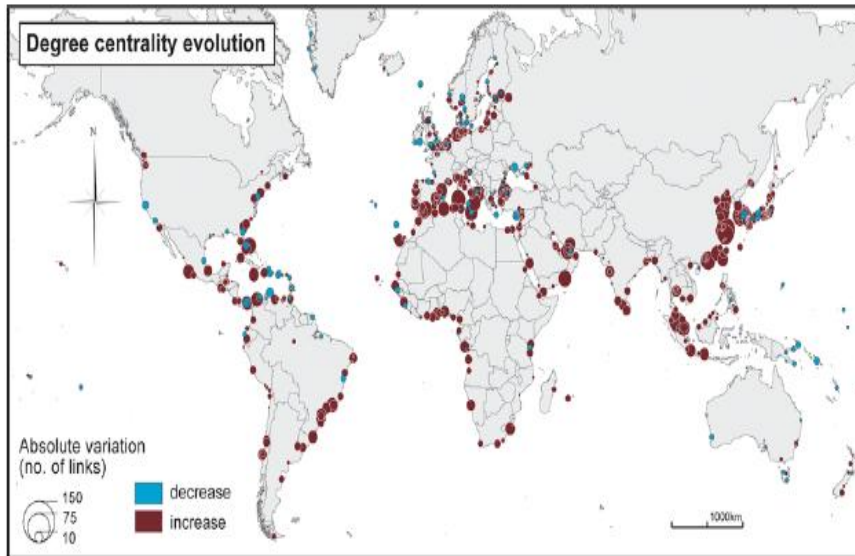 Degree centrality evolution
N
Absolute variation
(no. of links)
150
75
10
decrease
increase
1000km